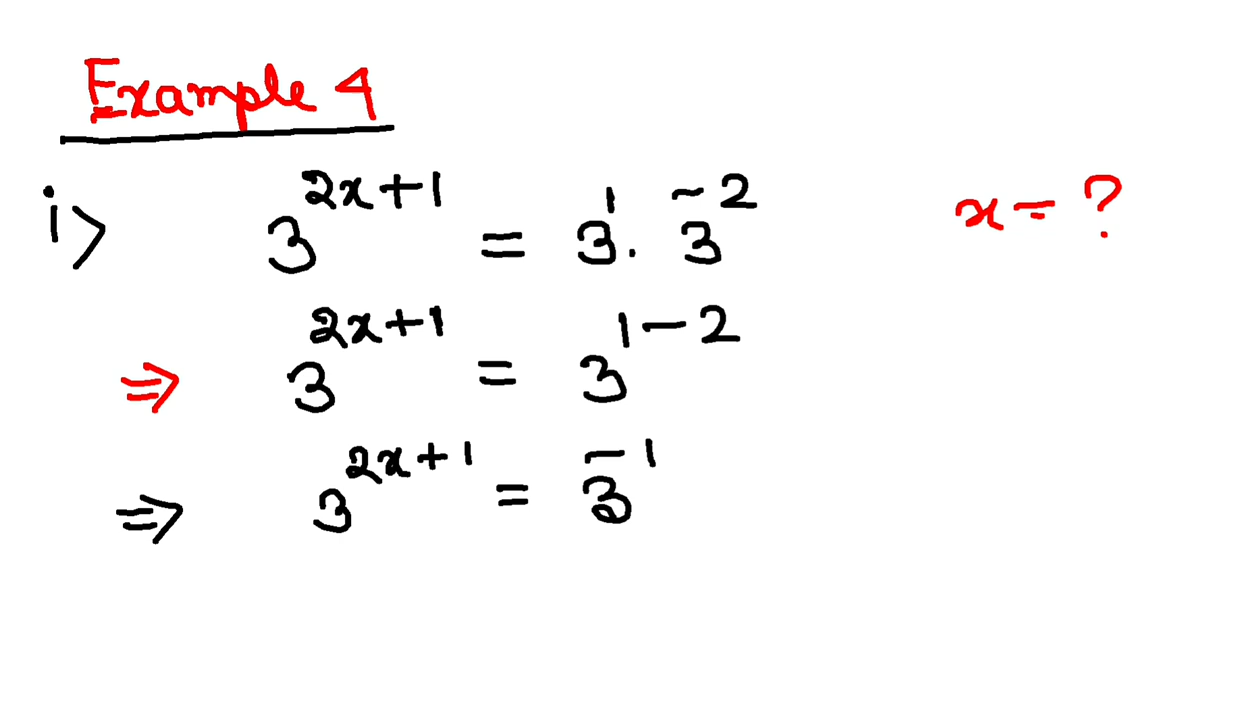 Example 4
i> 3^{2x+1} = 3^{1}. 3^{-2} x = ?
⇒ 3^{2x+1} = 3^{1-2}
⇒ 3^{2x+1} = 3^{-1}